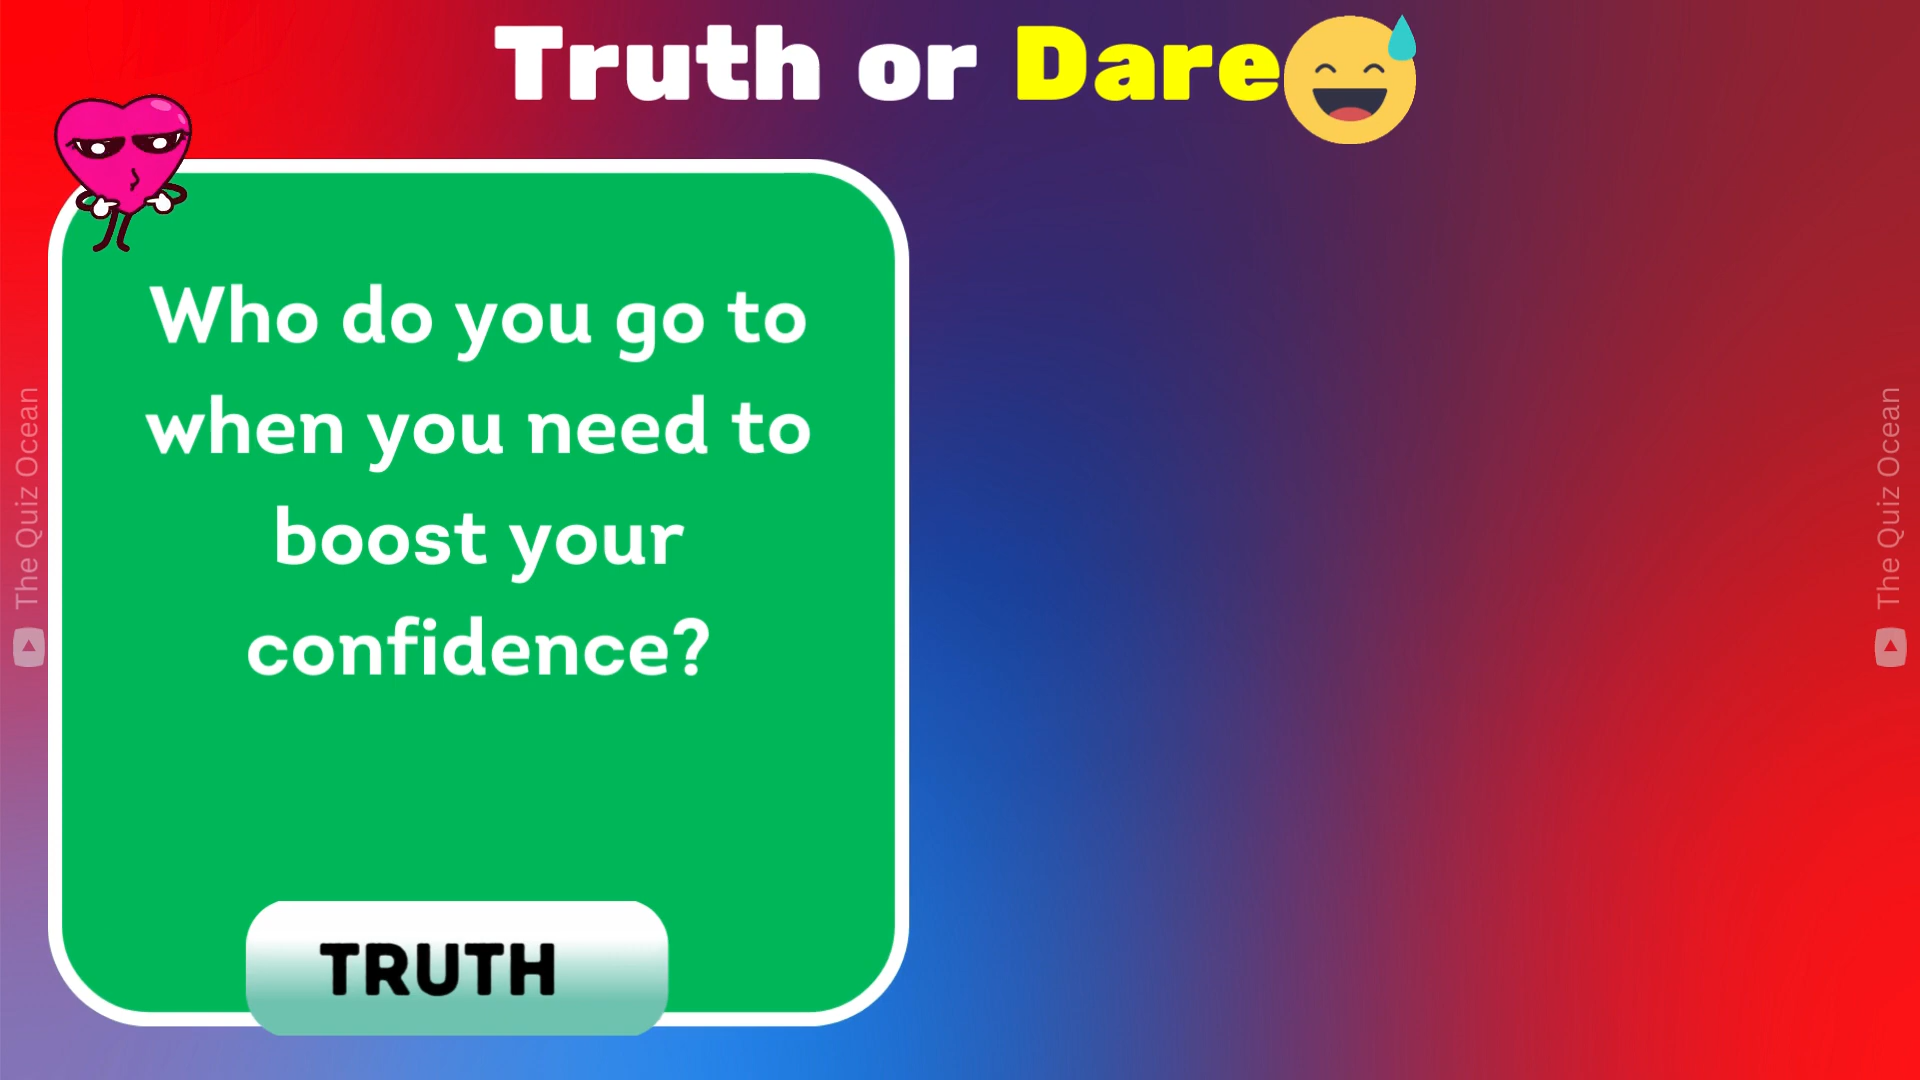 Truth or Dare
Who do you go to
when you need to
boost your
confidence?
TRUTH
The Quiz Ocean
The Quiz Ocean